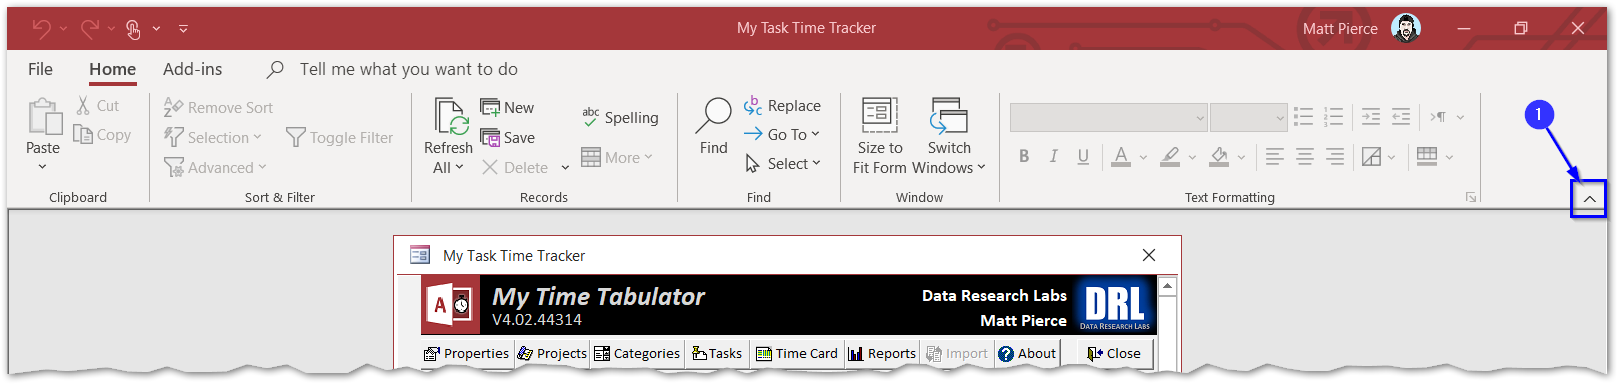 My Task Time Tracker
Matt Pierce
File Home Add-ins Tell me what you want to do
Paste
Cut
Copy
Clipboard
Remove Sort
Selection
Advanced
Toggle Filter
Sort & Filter
Refresh
All
New
Save
Delete
Spelling
More
Records
Find
Replace
Go To
Select
Find
Size to
Fit Form
Switch
Windows
Window
B I U
Text Formatting
1
My Task Time Tracker
A
My Time Tabulator
V4.02.44314
Data Research Labs
Matt Pierce
DRL
DATA RESEARCH LABS
Properties Projects Categories Tasks Time Card Reports Import About Close